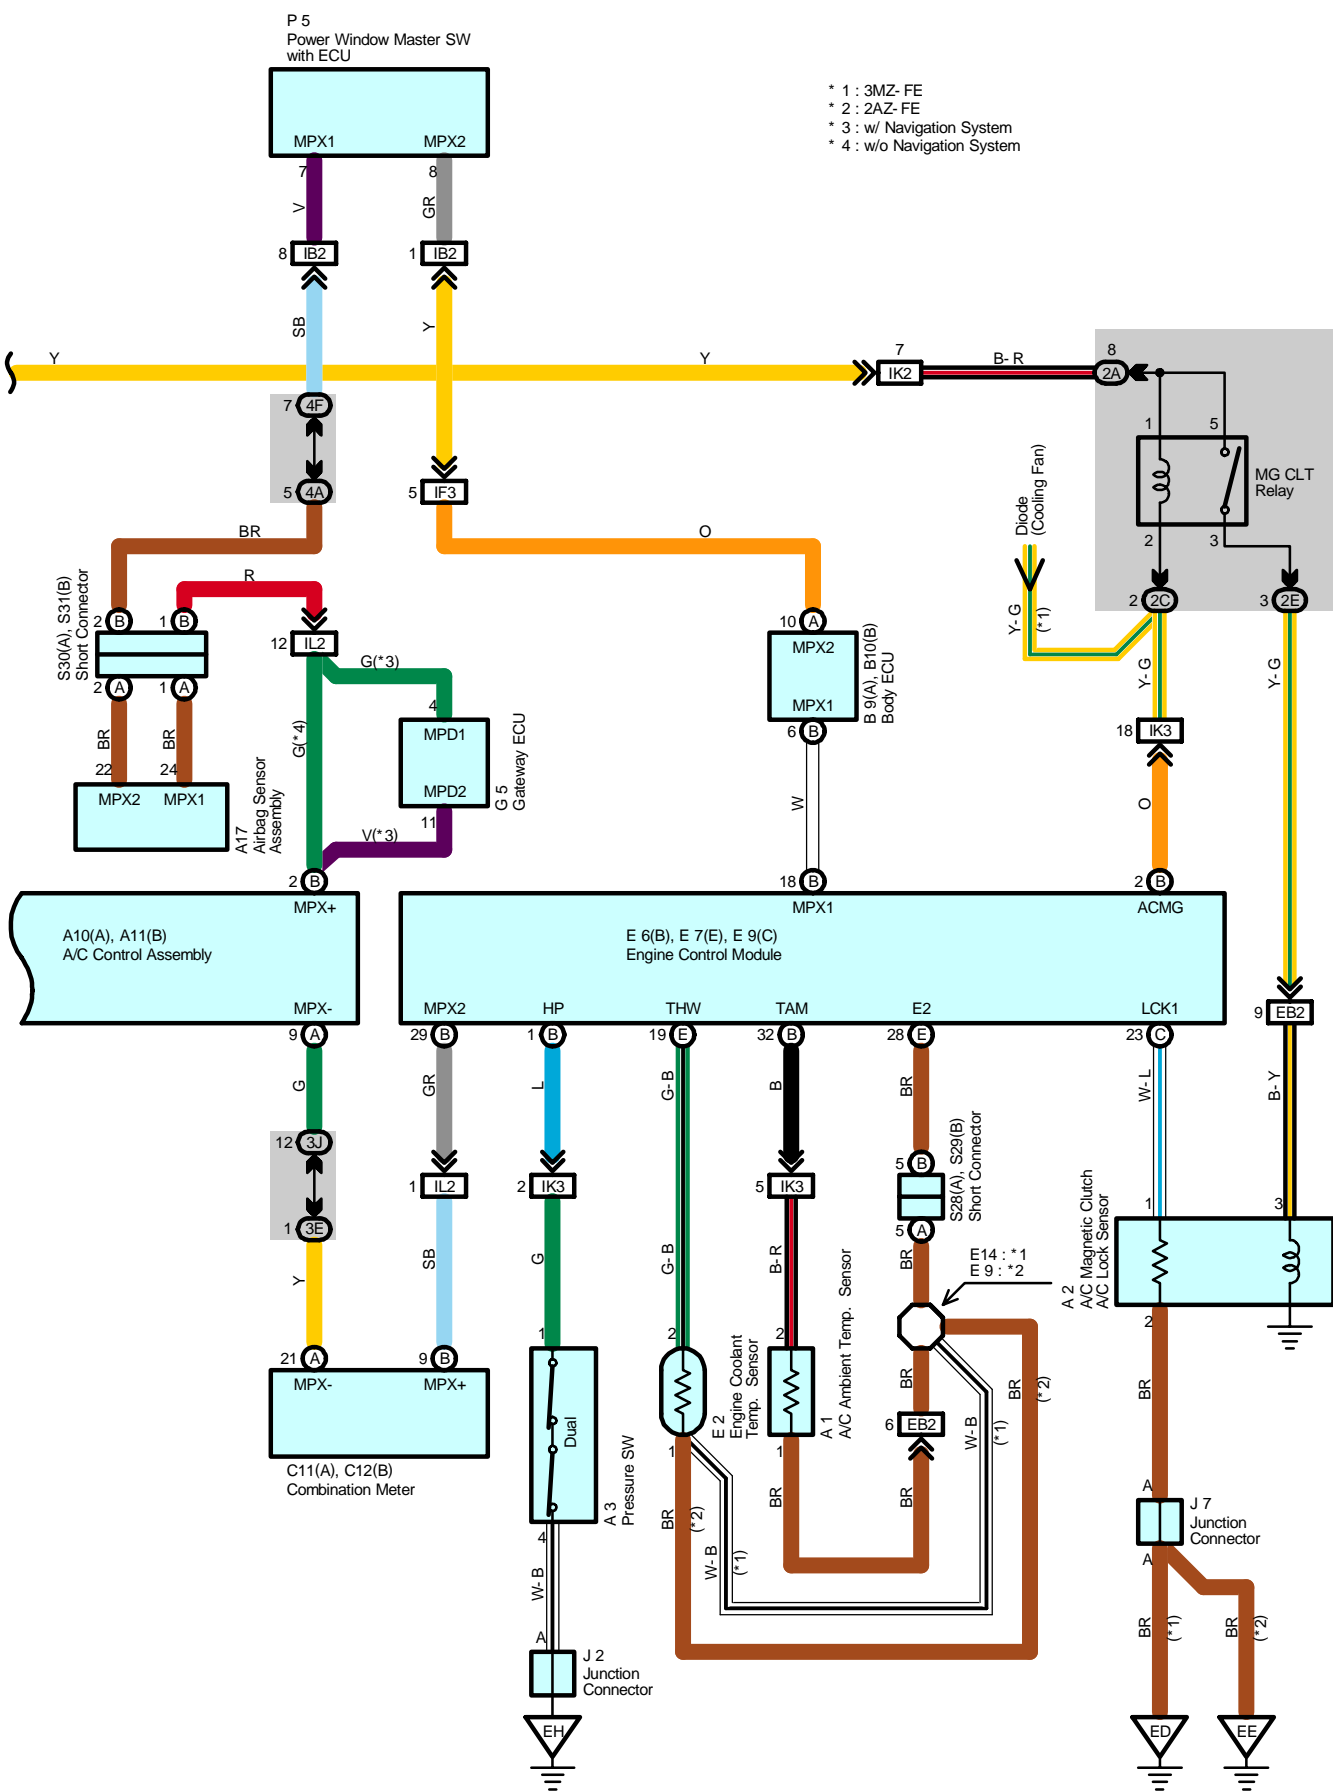 P 5
Power Window Master SW
with ECU
MPX1 MPX2
7 8
V GR
8 IB2 1 IB2
SB Y
* 1 : 3MZ- FE
* 2 : 2AZ- FE
* 3 : w/ Navigation System
* 4 : w/o Navigation System
Y Y
7
IK2
B- R
8
2A
7 4F
5 4A
5 IF3
1 5
MG CLT
Relay
2 3
Diode
(Cooling Fan)
2 2C
3 2E
BR
O
R
S30(A), S31(B)
Short Connector
2 B 1 B
2 A 1 A
BR BR
22 24
MPX2 MPX1
A17
Airbag Sensor
Assembly
12 IL2
G(*3)
G(*4)
4
MPD1
MPD2
11
G 5
Gateway ECU
V(*3)
10 A
MPX2
MPX1
6 B
B 9(A), B10(B)
Body ECU
W
Y- G
(*1)
Y- G
Y- G
18 IK3
O
2 B
MPX+
A10(A), A11(B)
A/C Control Assembly
MPX-
9 A
18 B
MPX1
2 B
ACMG
E 6(B), E 7(E), E 9(C)
Engine Control Module
MPX2 HP THW TAM E2 LCK1
29 B 1 B 19 E 32 B 28 E 23 C
9 EB2
G GR L G- B B BR W- L B- Y
12 3J
1 3E
1 IL2
2 IK3
5 IK3
5 B
5 A
S28(A), S29(B)
Short Connector
Y SB G G- B B- R BR
E14 : *1
E 9 : *2
1 3
A 2
A/C Magnetic Clutch
A/C Lock Sensor
2
21 A 9 B
MPX- MPX+
C11(A), C12(B)
Combination Meter
1
Dual
4
A 3
Pressure SW
2
E 2
Engine Coolant
Temp. Sensor
1
2
A 1
A/C Ambient Temp. Sensor
1
BR
6 EB2
W- B
(*1)
BR
(*2)
BR
BR
(*2)
W- B
(*1)
BR
BR
W- B
A
J 2
Junction
Connector
EH
A
J 7
Junction
Connector
A
BR
(*1)
BR
(*2)
ED EE